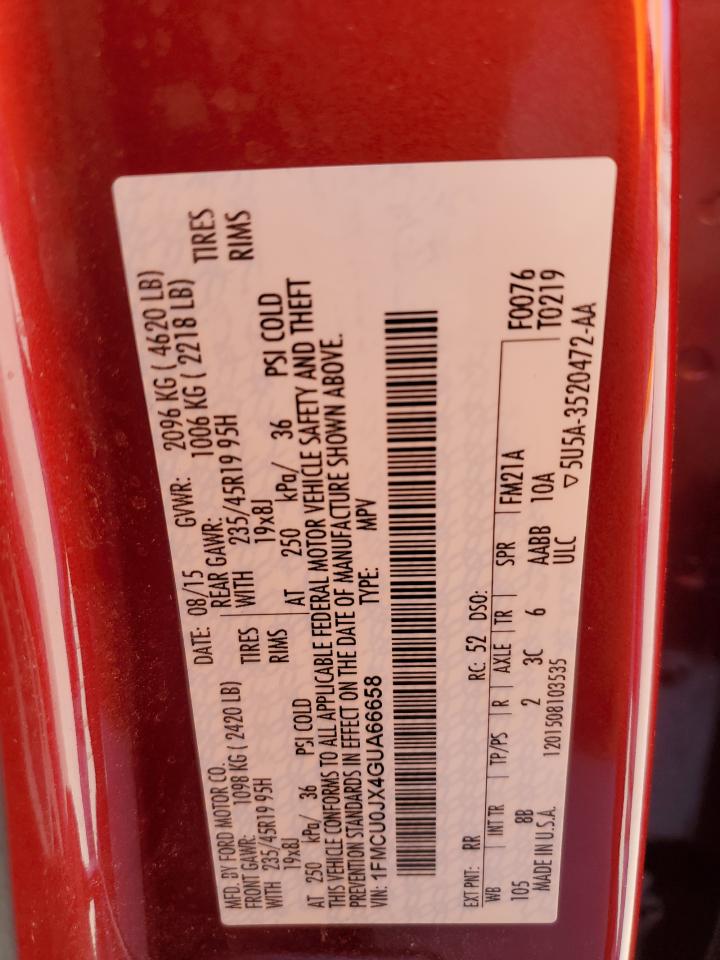 MFD. BY FORD MOTOR CO.
DATE: 08/15 GVWR: 2096 KG ( 4620 LB)
FRONT GAWR: 1098 KG ( 2420 LB) REAR GAWR: 1006 KG ( 2218 LB)
WITH 235/45R19 95H TIRES WITH 235/45R19 95H TIRES
19x8J RIMS 19x8J RIMS
AT 250 kPa/ 36 PSI COLD AT 250 kPa/ 36 PSI COLD
THIS VEHICLE CONFORMS TO ALL APPLICABLE FEDERAL MOTOR VEHICLE SAFETY AND THEFT
PREVENTION STANDARDS IN EFFECT ON THE DATE OF MANUFACTURE SHOWN ABOVE.
VIN: 1FMCU0JX4GUA66658 TYPE: MPV
EXT PNT: RR RC: 52 DSO: F0076
WB INT TR TP/PS R AXLE TR SPR FM21A T0219
105 8B 2 3C 6 AABB 10A
MADE IN U.S.A. 1201508103535 ULC ▽5U5A-3520472-AA